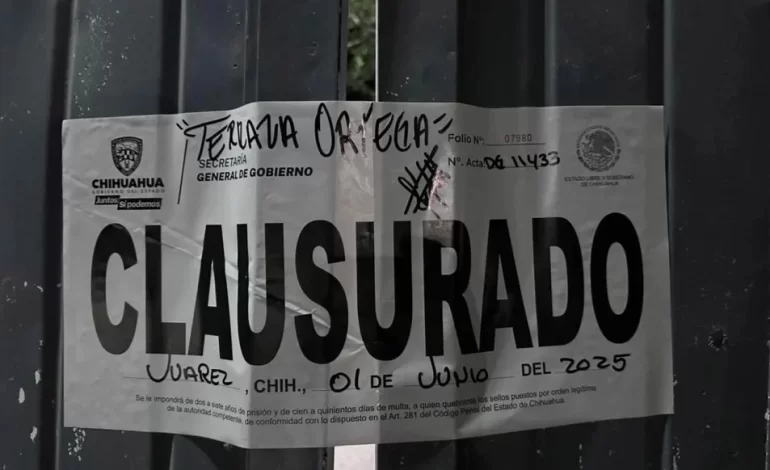 "TERRAZA ORTEGA"
Folio Nº: 07980
Nº. Acta: DG 11433
CHIHUAHUA
GOBIERNO DEL ESTADO
Juntos Sí podemos
SECRETARÍA
GENERAL DE GOBIERNO
ESTADO LIBRE Y SOBERANO
DE CHIHUAHUA
CLAUSURADO
JUAREZ, CHIH., 01 DE JUNIO DEL 2025
Se le impondrá de dos a siete años de prisión y de cien a quinientos días de multa, a quien quebrante los sellos puestos por orden legítima
de la autoridad competente, de conformidad con lo dispuesto en el Art. 281 del Código Penal del Estado de Chihuahua.